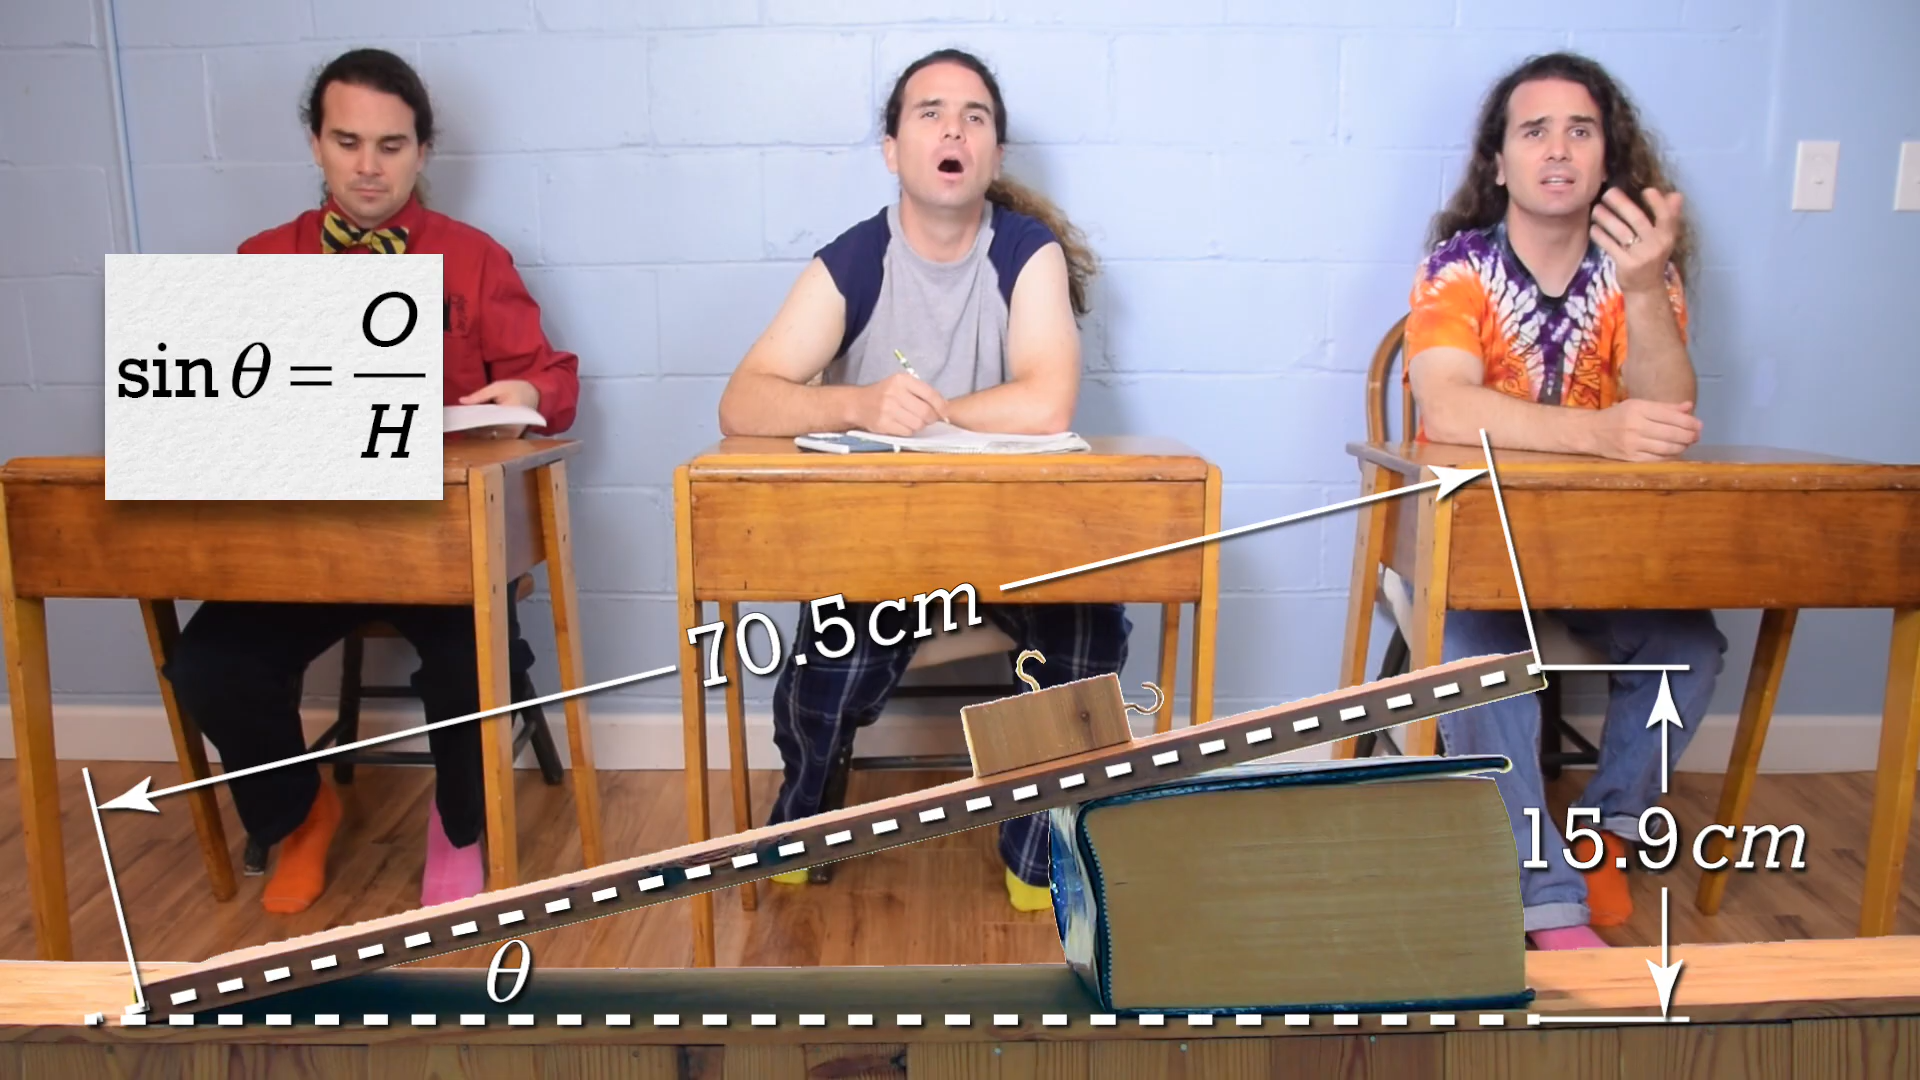 sin θ = O/H
70.5 cm
15.9 cm
θ